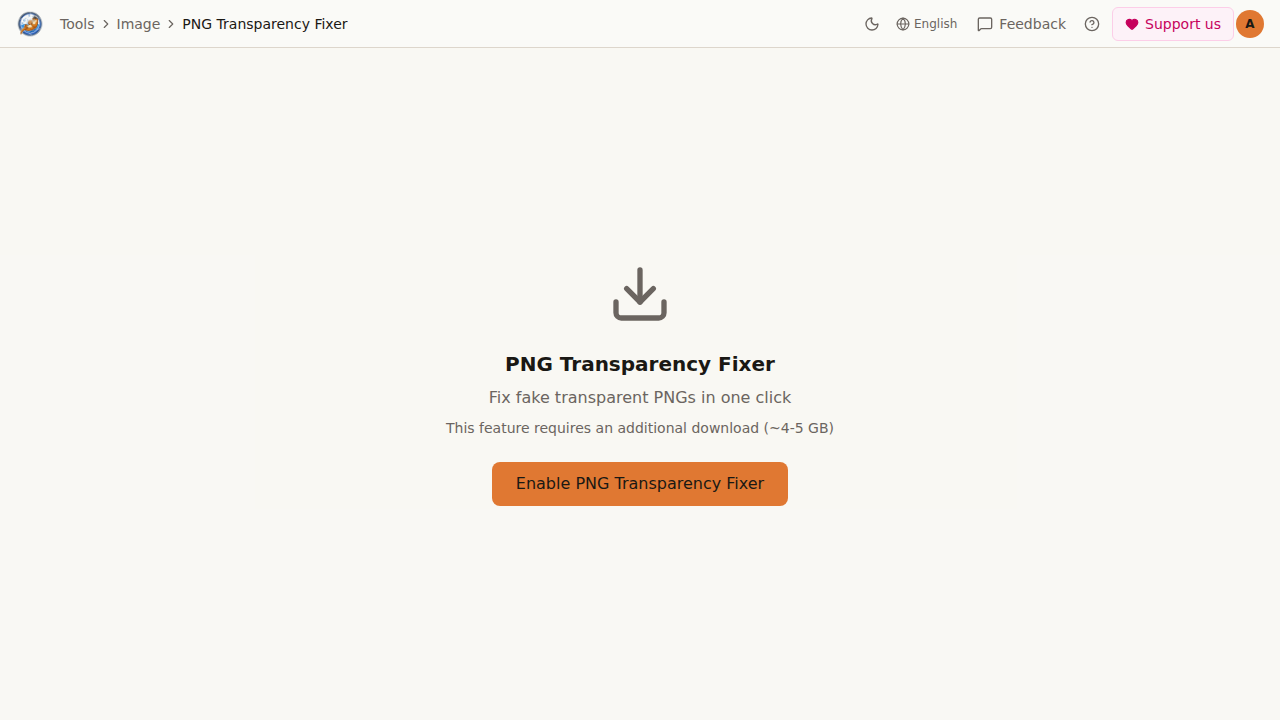 Tools > Image > PNG Transparency Fixer
English
Feedback
Support us
A
PNG Transparency Fixer
Fix fake transparent PNGs in one click
This feature requires an additional download (~4-5 GB)
Enable PNG Transparency Fixer